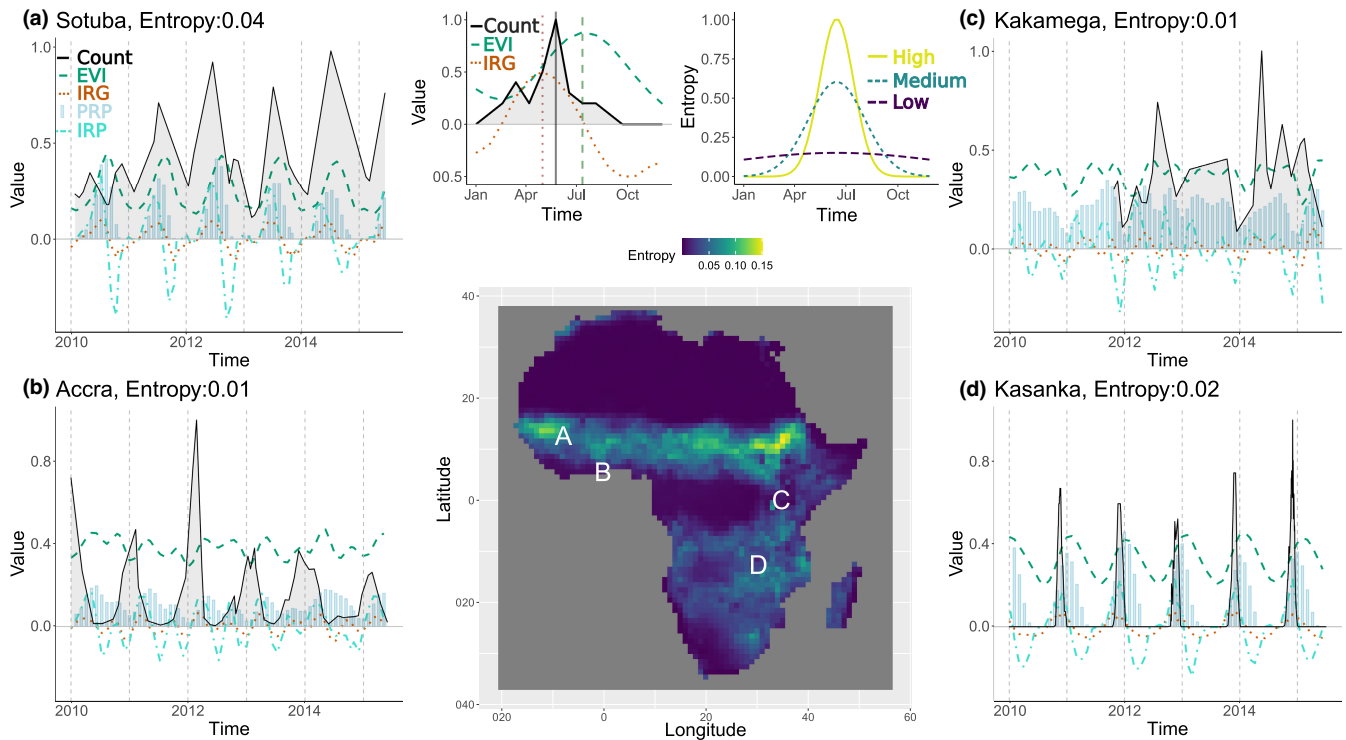 (a) Sotuba, Entropy:0.04
1.0
0.5
0.0
Value
Count
EVI
IRG
PRP
IRP
2010
2012
2014
Time
1.0
0.5
0.0
-0.5
Value
Count
EVI
IRG
Jan
Apr
Jul
Oct
Time
1.00
0.75
0.50
0.25
0.00
Entropy
High
Medium
Low
Jan
Apr
Jul
Oct
Time
(c) Kakamega, Entropy:0.01
1.0
0.5
0.0
Value
2010
2012
2014
Time
Entropy
0.05 0.10 0.15
40
20
0
020
040
Latitude
A
B
C
D
020
0
20
40
60
Longitude
(b) Accra, Entropy:0.01
0.8
0.4
0.0
Value
2010
2012
2014
Time
(d) Kasanka, Entropy:0.02
0.8
0.4
0.0
Value
2010
2012
2014
Time